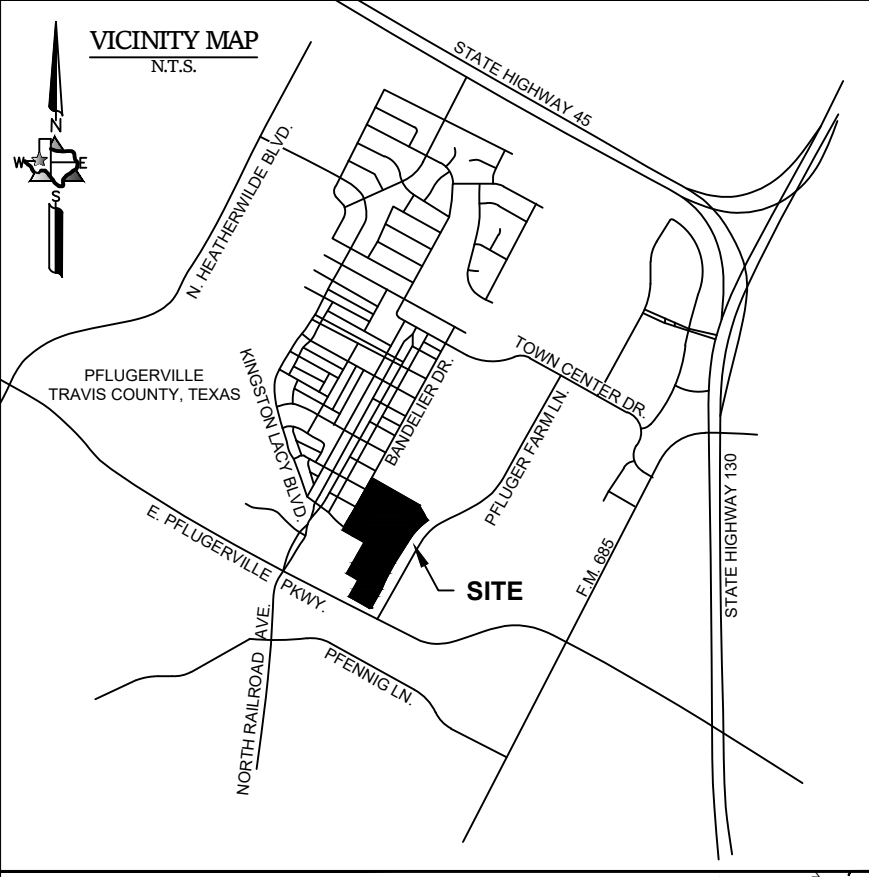 VICINITY MAP
N.T.S.
N
W E
S
STATE HIGHWAY 45
N. HEATHERWILDE BLVD.
PFLUGERVILLE
TRAVIS COUNTY, TEXAS
KINGSTON LACY BLVD.
BANDELIER DR.
TOWN CENTER DR.
PFLUGER FARM LN.
E. PFLUGERVILLE PKWY.
SITE
F.M. 685
STATE HIGHWAY 130
NORTH RAILROAD AVE.
PFENNIG LN.